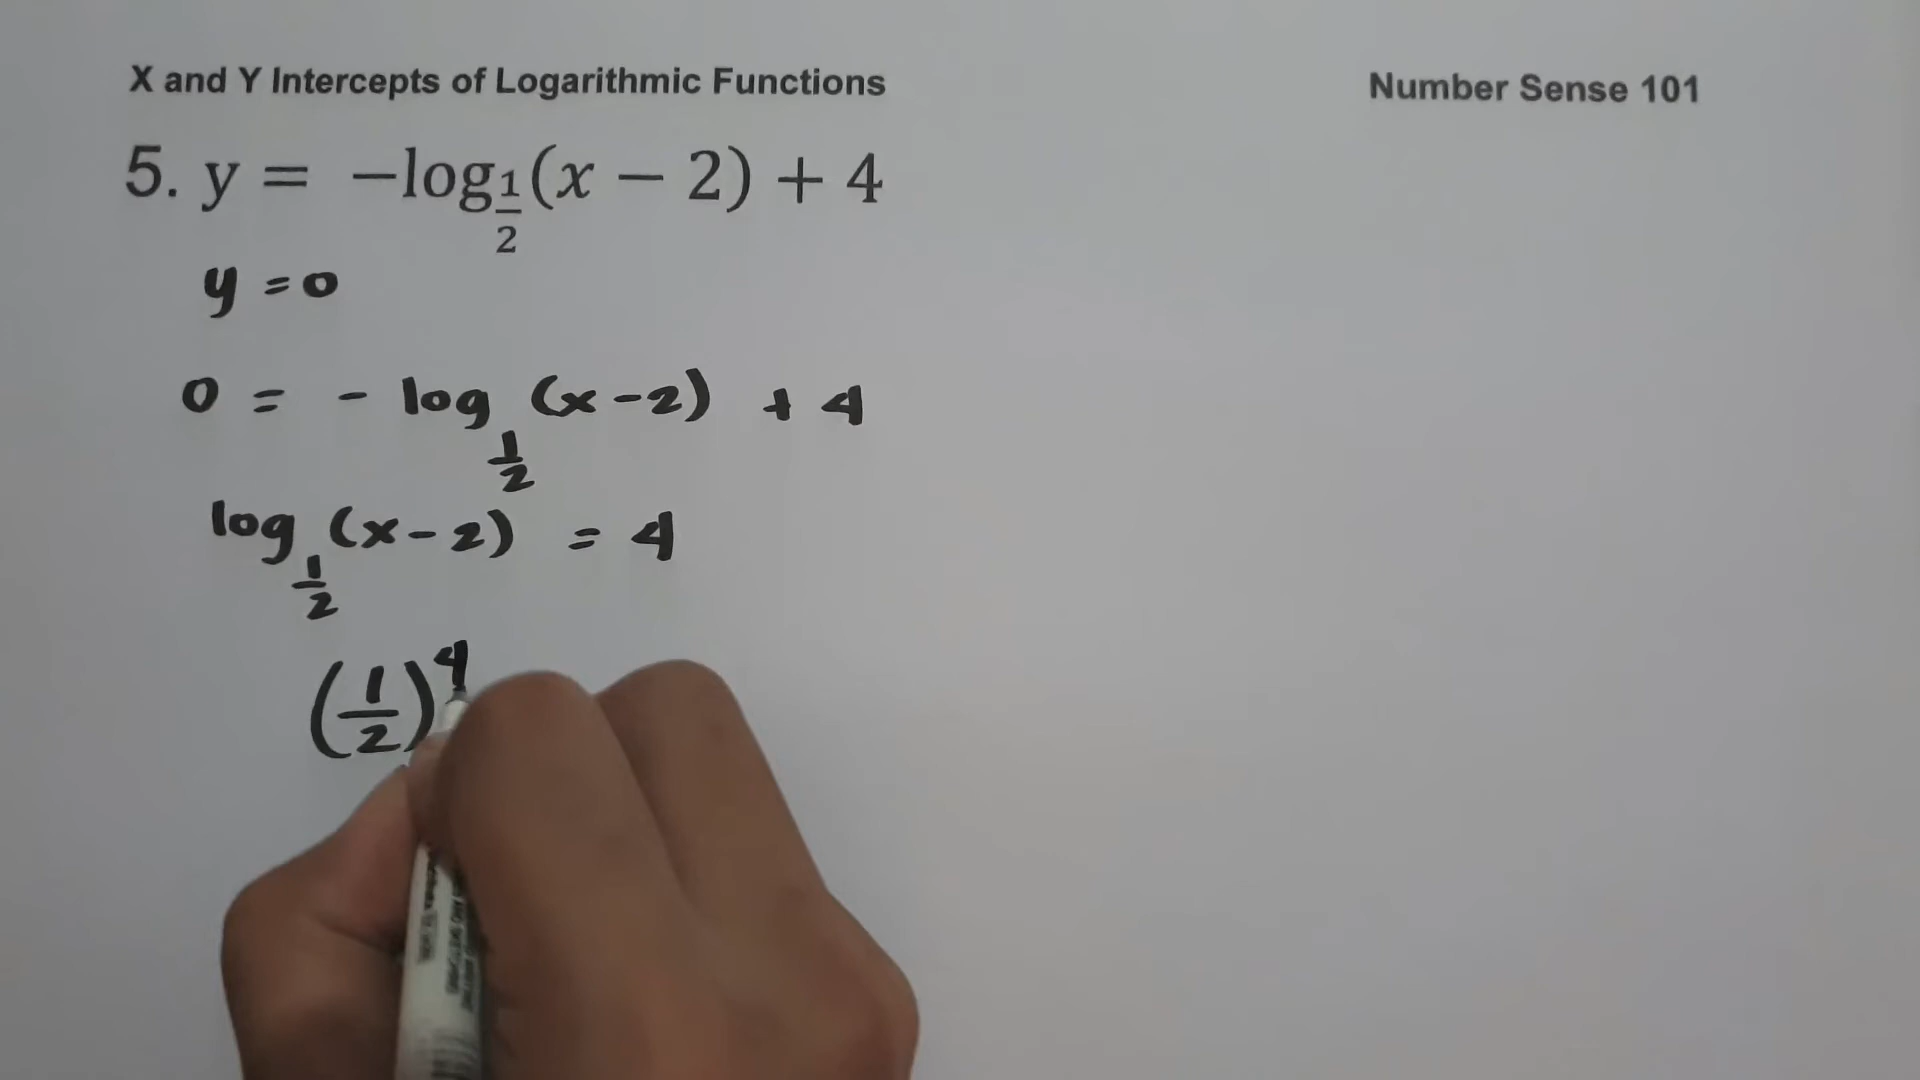 X and Y Intercepts of Logarithmic Functions
Number Sense 101
5. y = −log₁/₂(x − 2) + 4
y = 0
0 = - log₁/₂ (x - 2) + 4
log₁/₂ (x - 2) = 4
(1/2)⁴